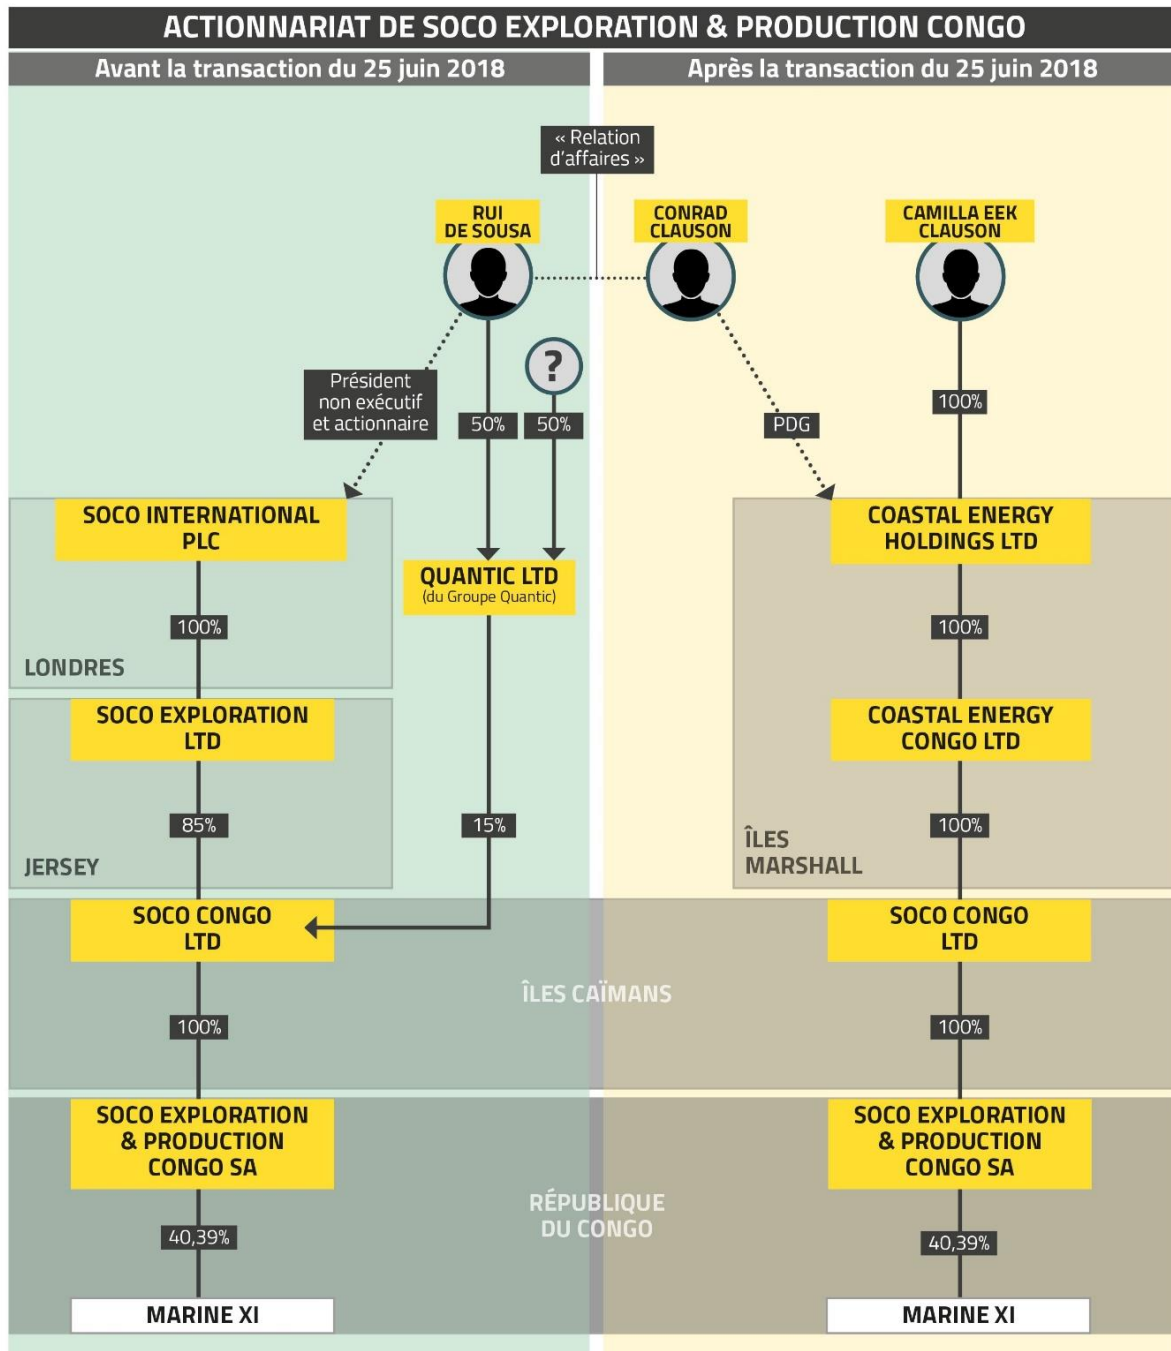 ACTIONNARIAT DE SOCO EXPLORATION & PRODUCTION CONGO
Avant la transaction du 25 juin 2018
Après la transaction du 25 juin 2018
« Relation
d'affaires »
RUI
DE SOUSA
CONRAD
CLAUSON
CAMILLA EEK
CLAUSON
?
Président
non exécutif
et actionnaire
50%
50%
PDG
100%
SOCO INTERNATIONAL
PLC
QUANTIC LTD
(du Groupe Quantic)
COASTAL ENERGY
HOLDINGS LTD
100%
100%
LONDRES
SOCO EXPLORATION
LTD
COASTAL ENERGY
CONGO LTD
85%
15%
100%
JERSEY
ÎLES
MARSHALL
SOCO CONGO
LTD
SOCO CONGO
LTD
ÎLES CAÏMANS
100%
100%
SOCO EXPLORATION
& PRODUCTION
CONGO SA
SOCO EXPLORATION
& PRODUCTION
CONGO SA
RÉPUBLIQUE
DU CONGO
40,39%
40,39%
MARINE XI
MARINE XI